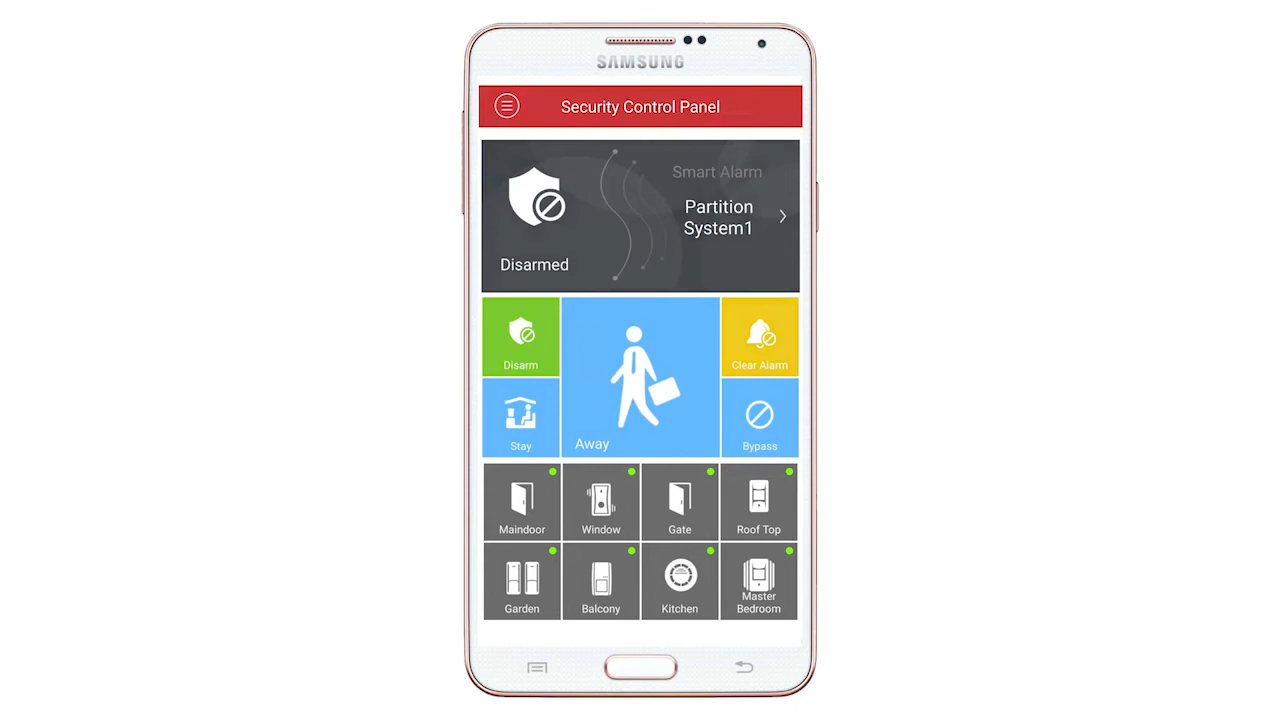 SAMSUNG
Security Control Panel
Smart Alarm
Partition
System1
Disarmed
Disarm
Clear Alarm
Stay
Away
Bypass
Maindoor
Window
Gate
Roof Top
Garden
Balcony
Kitchen
Master
Bedroom